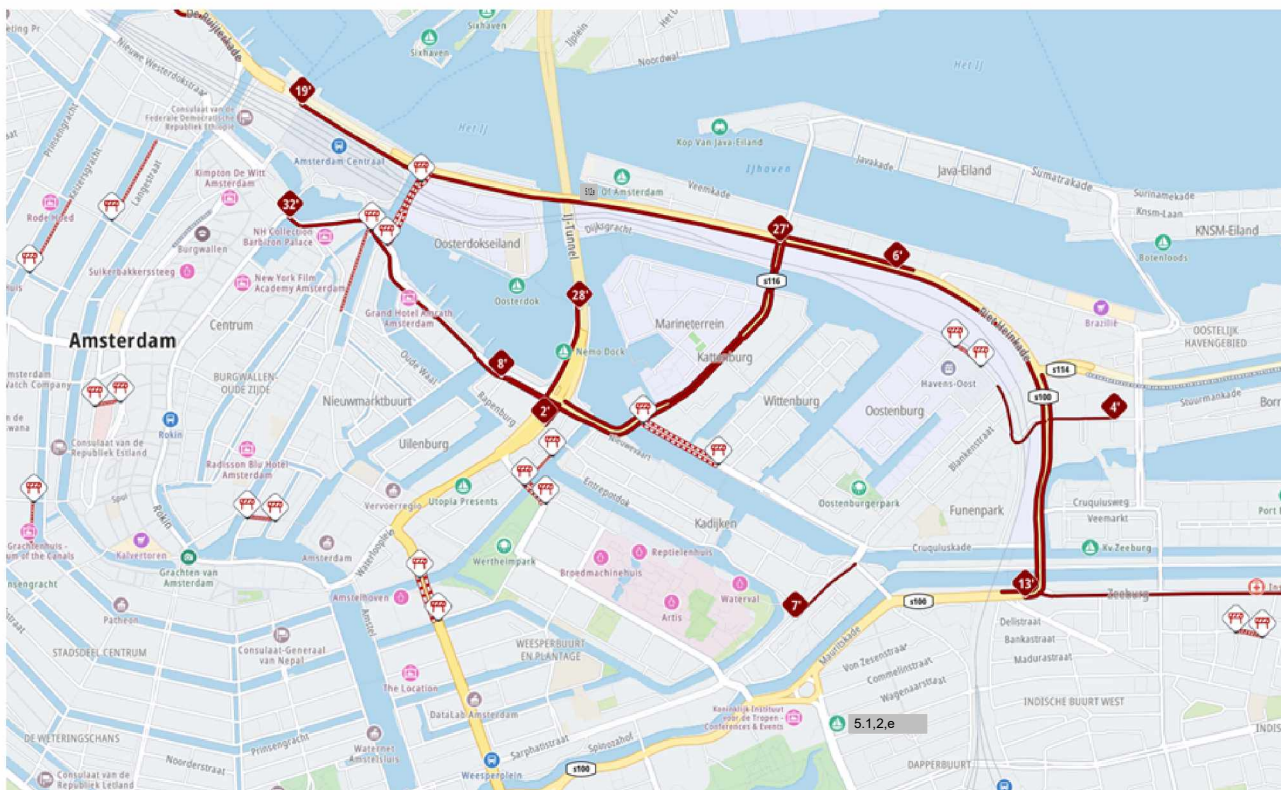 De Ruijterkade
Sixhaven
Sixhaven
IJplein
Noordwal
Het IJ
Nieuwe Westerdokstraat
Prinsengracht
Keizersgracht
Langestraat
Consulaat van de
Federale Democratische
Republiek Ethiopië
19'
Het IJ
Kop Van Java-Eiland
Javakade
Java-Eiland
Sumatrakade
Surinamekade
Knsm-Laan
KNSM-Eiland
Botenloods
Amsterdam Centraal
IJhaven
Kimpton De Witt
Amsterdam
Rode Hoed
32'
DI Amsterdam
Veemkade
Dijksgracht
27'
6'
NH Collection
Barbizon Palace
Burgwallen
Suikerbakkerssteeg
New York Film
Academy Amsterdam
Oosterdokseiland
IJ-Tunnel
s116
Oosterdok
28'
Grand Hotel Amrath
Amsterdam
Marineterrein
Piet Heinkade
Brazilië
OOSTELIJK
HAVENGEBIED
Amsterdam
Centrum
Nemo Dock
Kattenburg
Oude Waal
8'
Havens-Oost
s114
s100
BURGWALLEN-
OUDE ZIJDE
Nieuwmarktbuurt
Rapenburg
2'
Wittenburg
Oostenburg
4'
Stuurmankade
Rokin
Uilenburg
Nieuwevaart
Blankenstraat
Consulaat van de
Republiek Estland
Radisson Blu Hotel
Amsterdam
Vervoerregio
Utopia Presents
Entrepotdok
Oostenburgerpark
Spui
Rokin
Kadijken
Funenpark
Cruquiusweg
Veemarkt
Kalvertoren
Grachten van
Amsterdam
Amsterdam
Waterlooplein
Wertheimpark
Reptielenhuis
Broedmachinehuis
Cruquiuskade
Kv Zeeburg
Prinsengracht
Amstelhoven
Artis
Waterval
7'
13'
s100
Zeeburg
Patheon
Amstel
STADSDEEL CENTRUM
Consulaat-Generaal
van Nepal
WEESPERBUURT
EN PLANTAGE
Mauritskade
Delistraat
Bankastraat
Madurastraat
The Location
Von Zesenstraat
Commelinstraat
Wagenaarstraat
INDISCHE BUURT WEST
DataLab Amsterdam
Koninklijk Instituut
voor de Tropen -
Conferences & Events
5.1,2,e
DE WETERINGSCHANS
Prinsengracht
Noorderstraat
Waternet
Amstelsluis
Sarphatistraat
Spinozahof
Weesperplein
s100
DAPPERBUURT
Consulaat van de
Republiek Letland